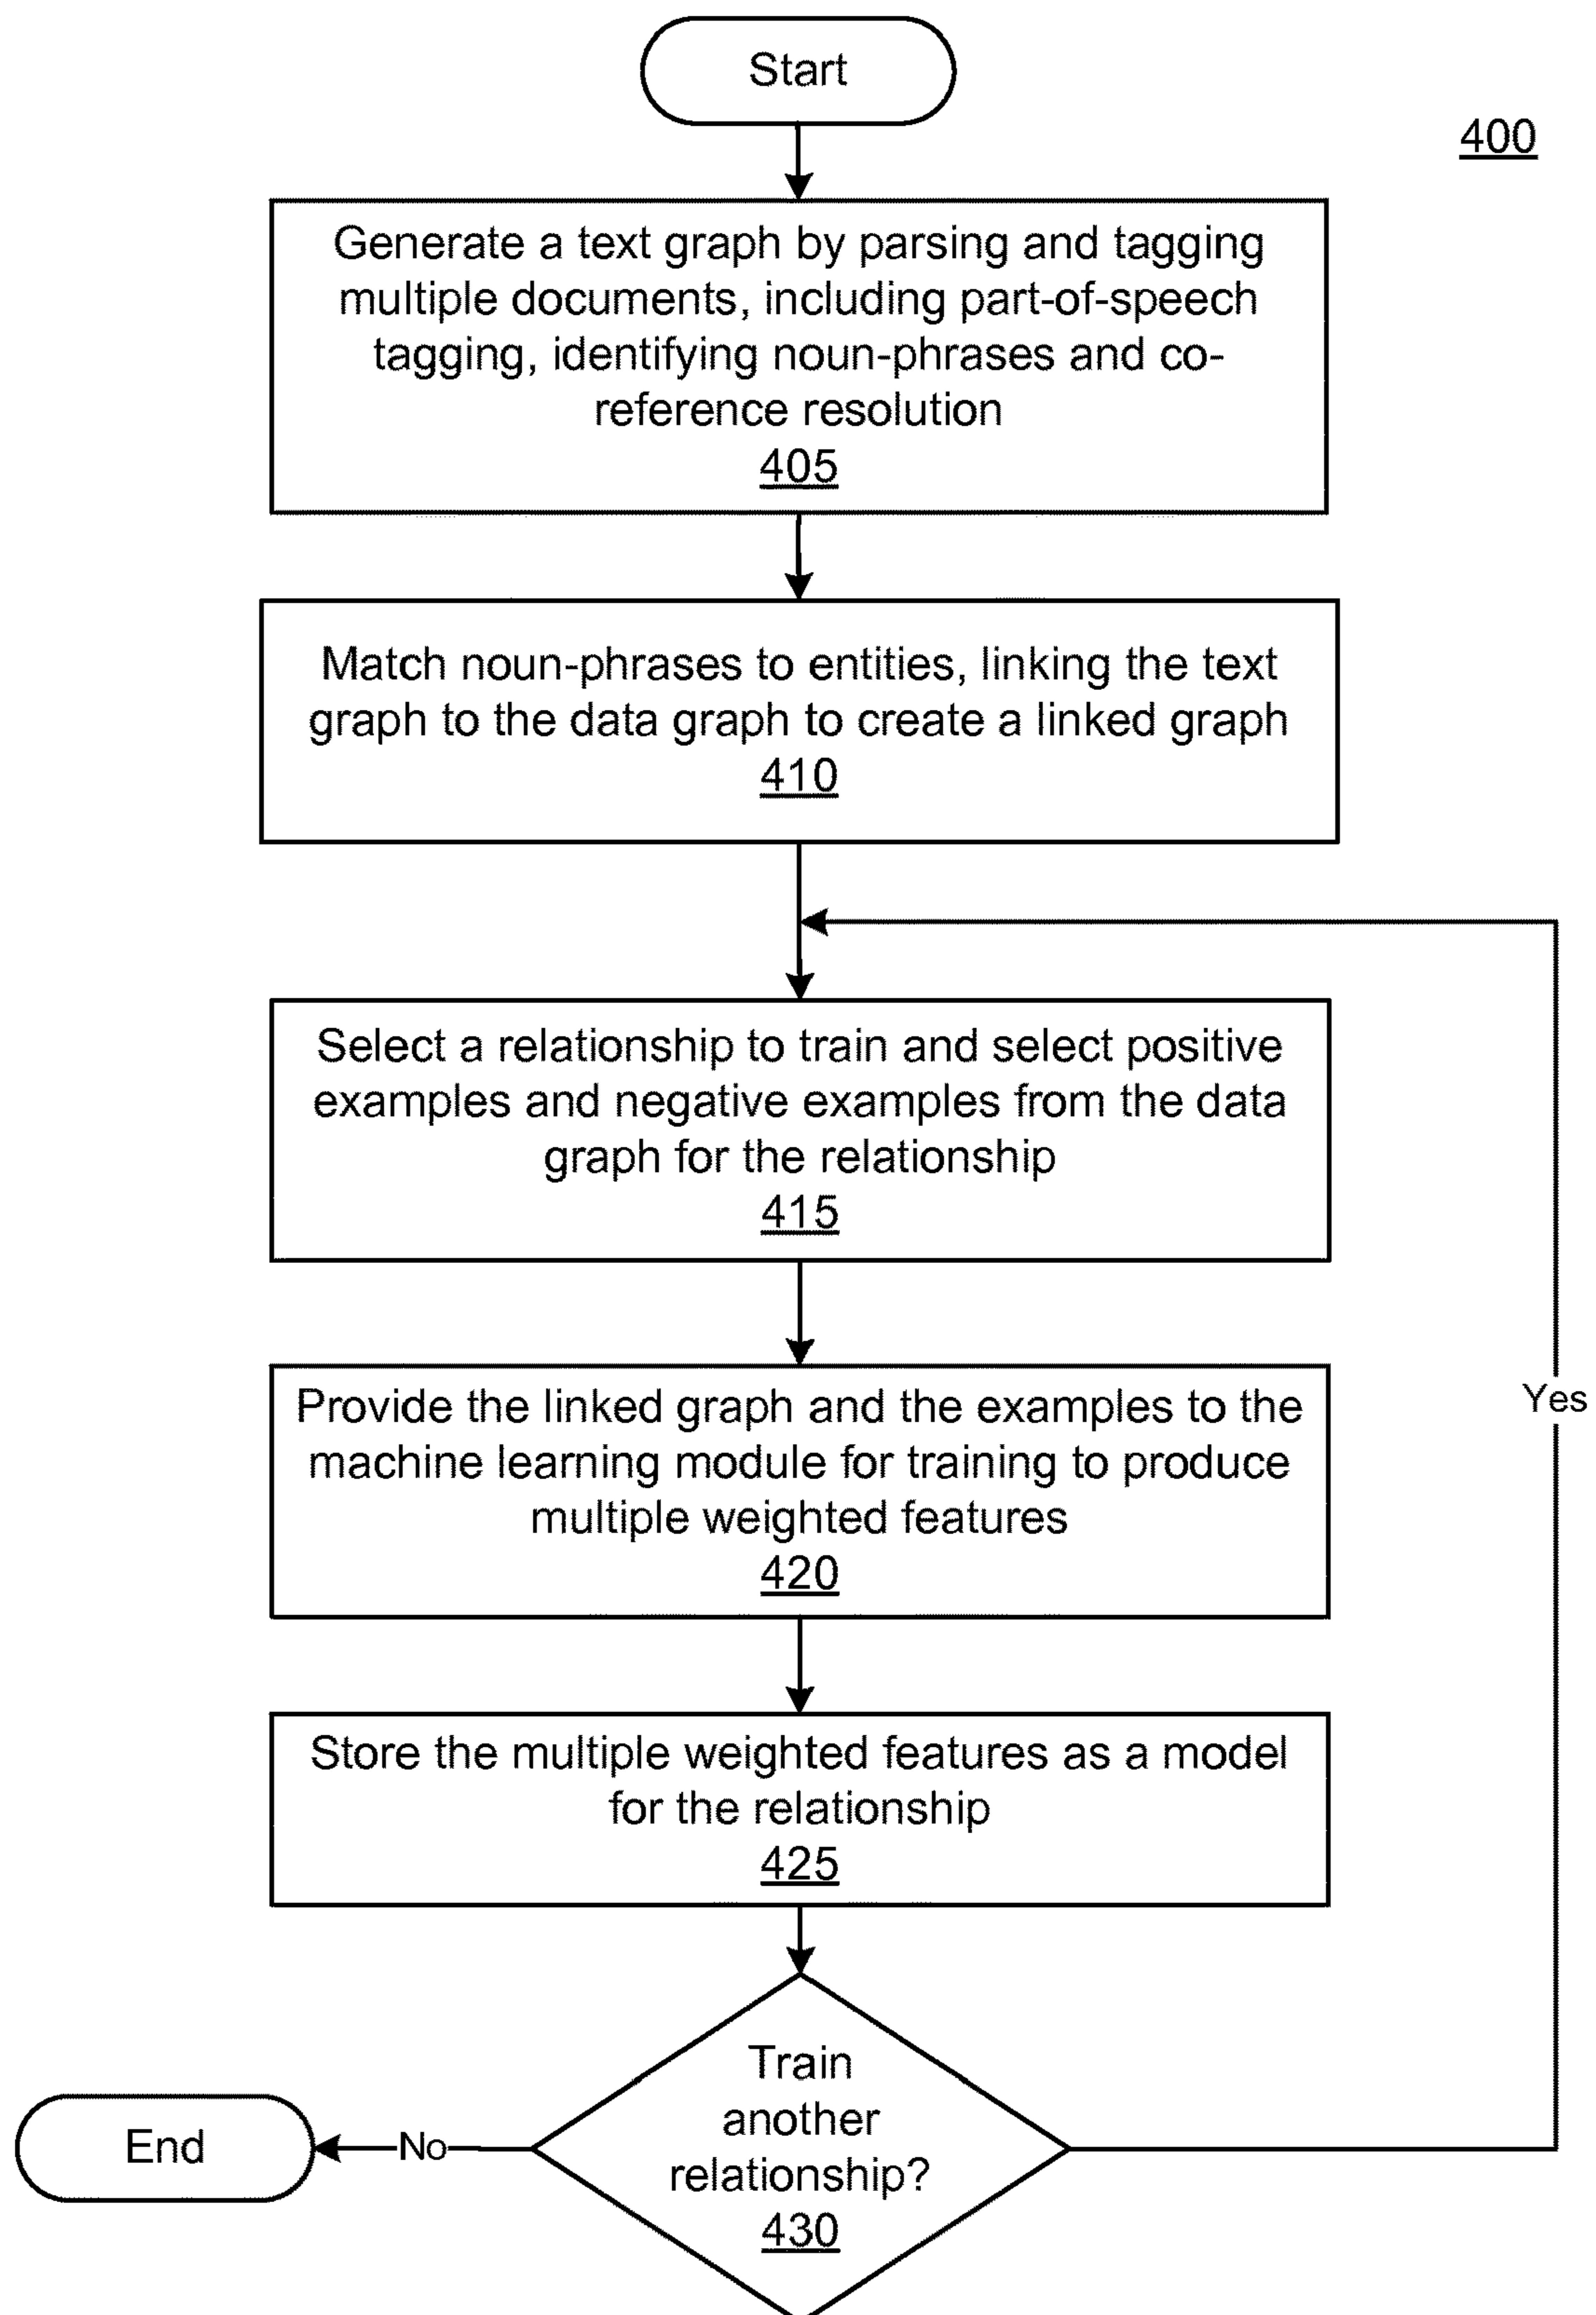 Start
400
Generate a text graph by parsing and tagging
multiple documents, including part-of-speech
tagging, identifying noun-phrases and co-
reference resolution
405
Match noun-phrases to entities, linking the text
graph to the data graph to create a linked graph
410
Select a relationship to train and select positive
examples and negative examples from the data
graph for the relationship
415
Provide the linked graph and the examples to the
machine learning module for training to produce
multiple weighted features
420
Yes
Store the multiple weighted features as a model
for the relationship
425
Train
another
relationship?
430
No
End